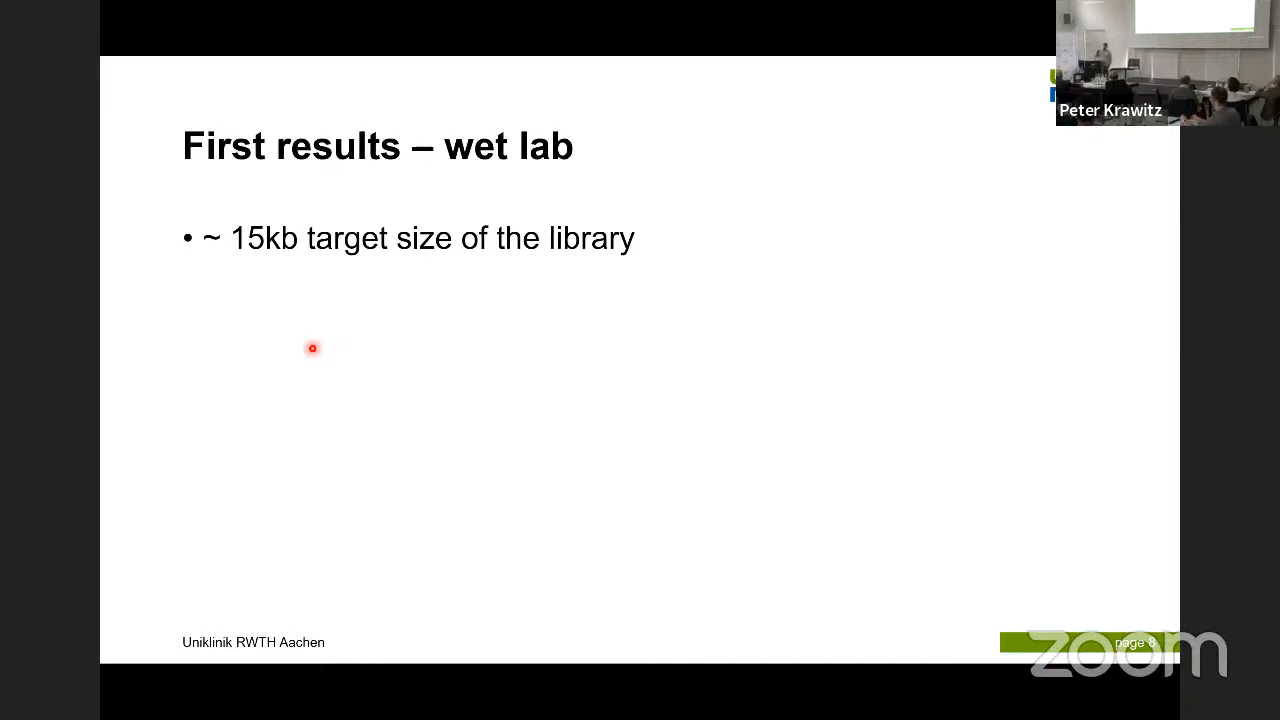 Peter Krawitz
First results – wet lab
• ~ 15kb target size of the library
Uniklinik RWTH Aachen
page 8
zoom